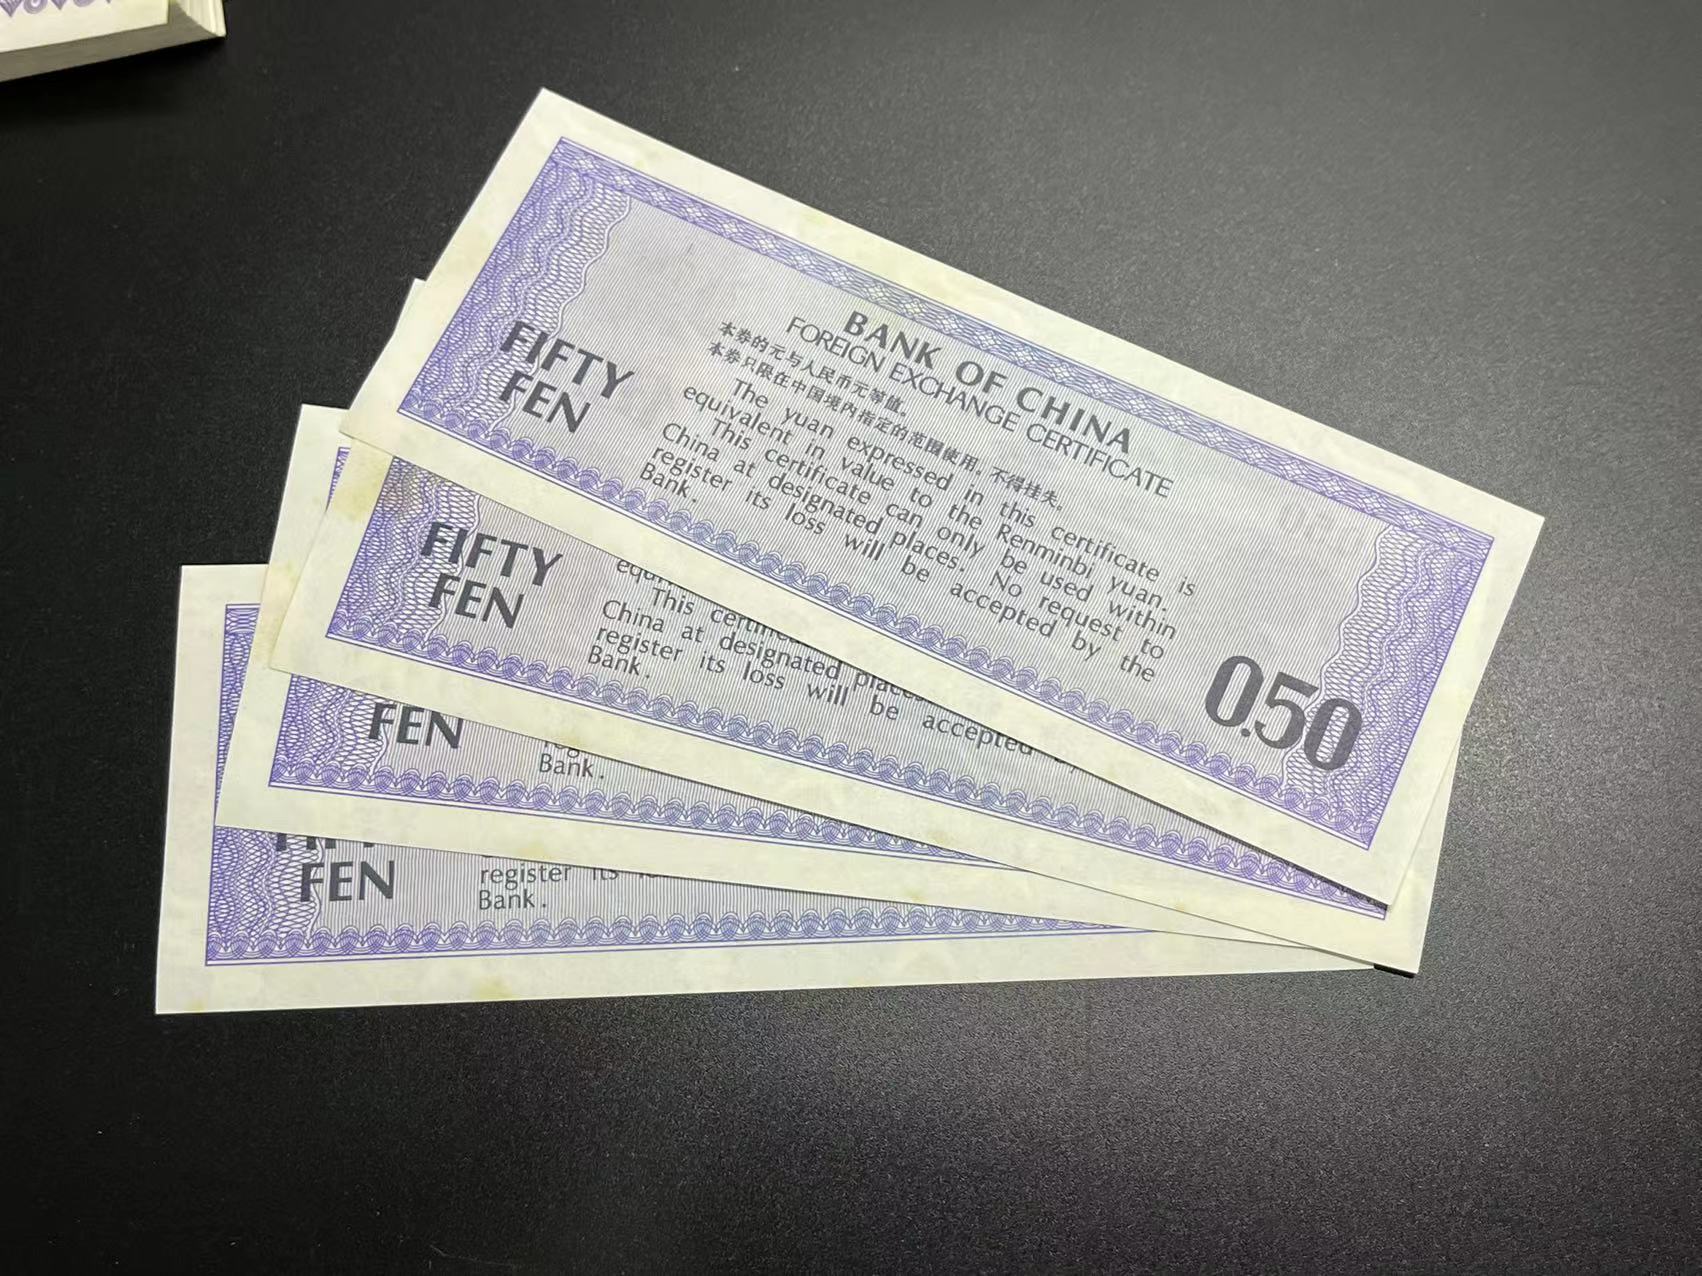 BANK OF CHINA
FOREIGN EXCHANGE CERTIFICATE
本券的元与人民币元等值。
本券只限在中国境内指定的范围使用,不得挂失。
The yuan expressed in this certificate is
equivalent in value to the Renminbi yuan.
This certificate can only be used within
China at designated places. No request to
register its loss will be accepted by the
Bank.
FIFTY
FEN
0.50
FIFTY
FEN
This
China at designated
register its loss will be accepted
Bank.
FEN
Bank.
FEN
register its
Bank.